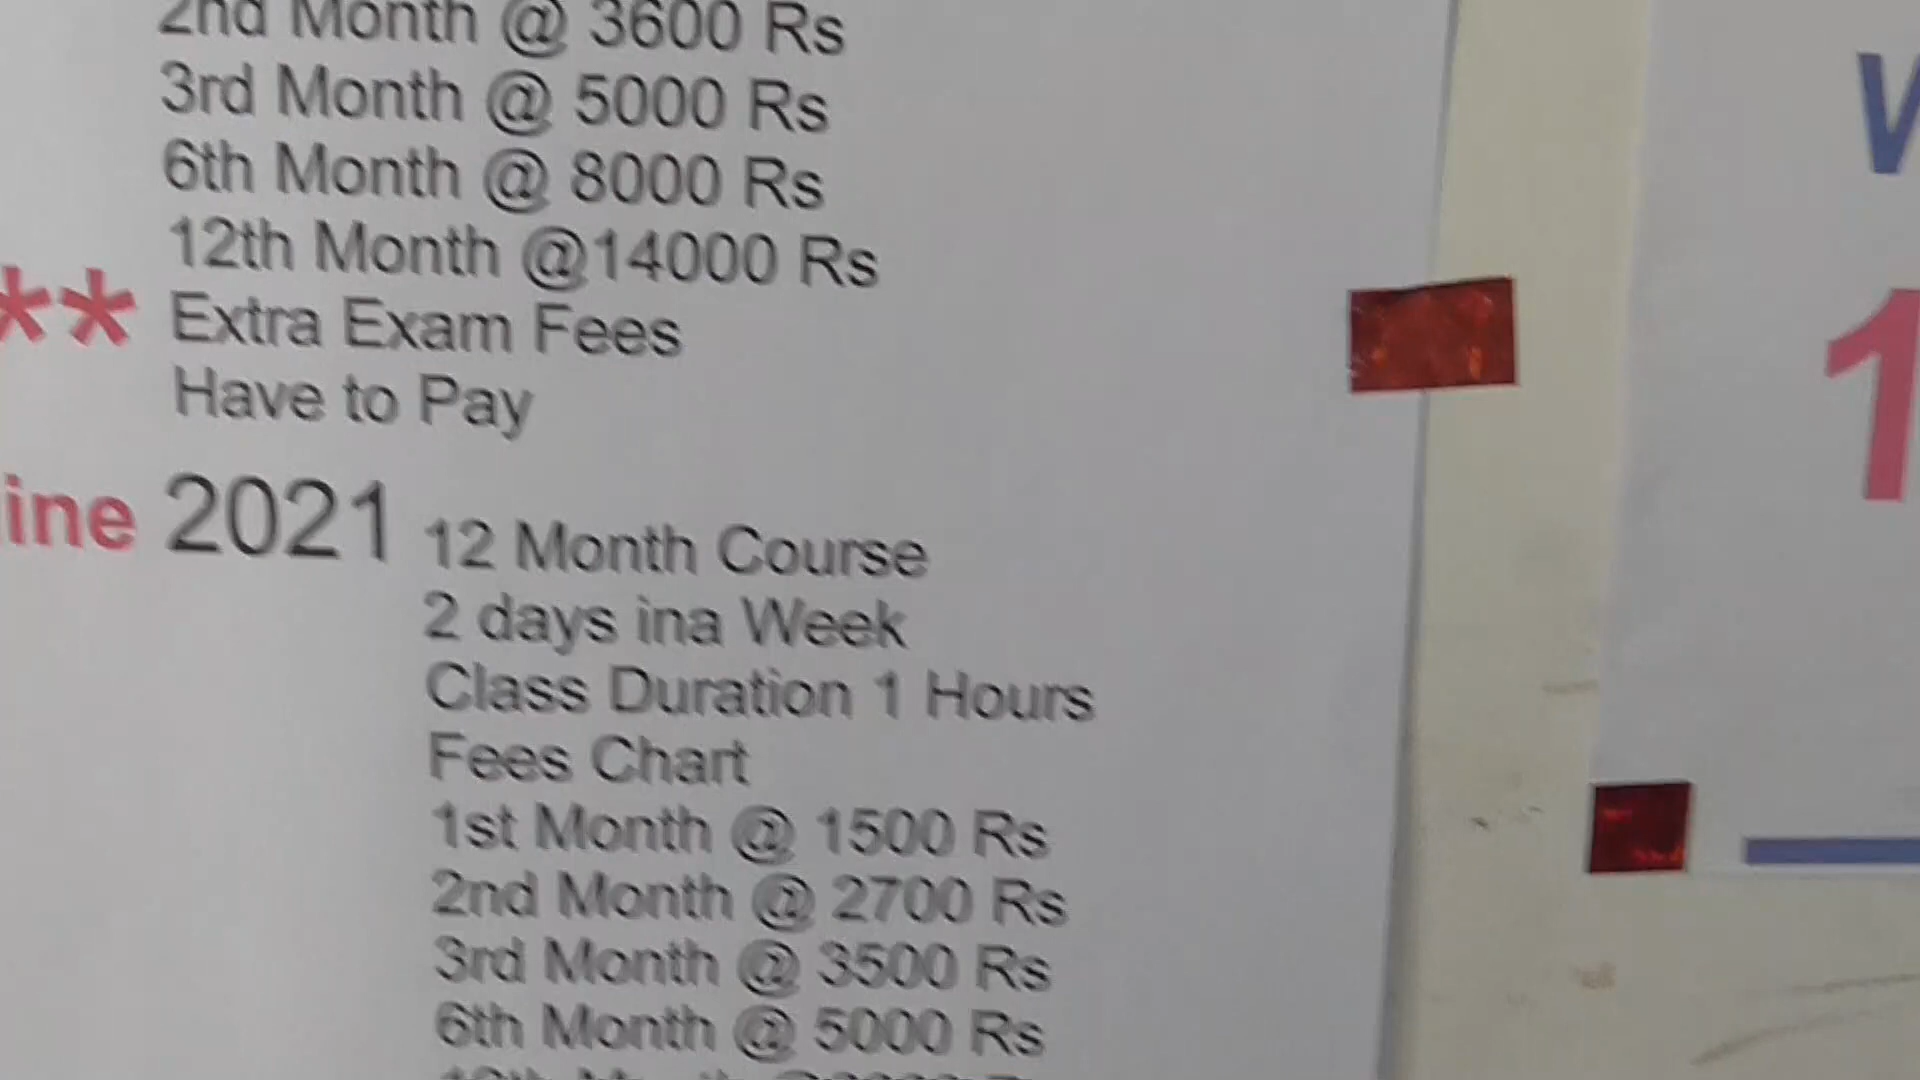 2nd Month @ 3600 Rs
3rd Month @ 5000 Rs
6th Month @ 8000 Rs
12th Month @14000 Rs
** Extra Exam Fees
Have to Pay
ine 2021
12 Month Course
2 days ina Week
Class Duration 1 Hours
Fees Chart
1st Month @ 1500 Rs
2nd Month @ 2700 Rs
3rd Month @ 3500 Rs
6th Month @ 5000 Rs
1